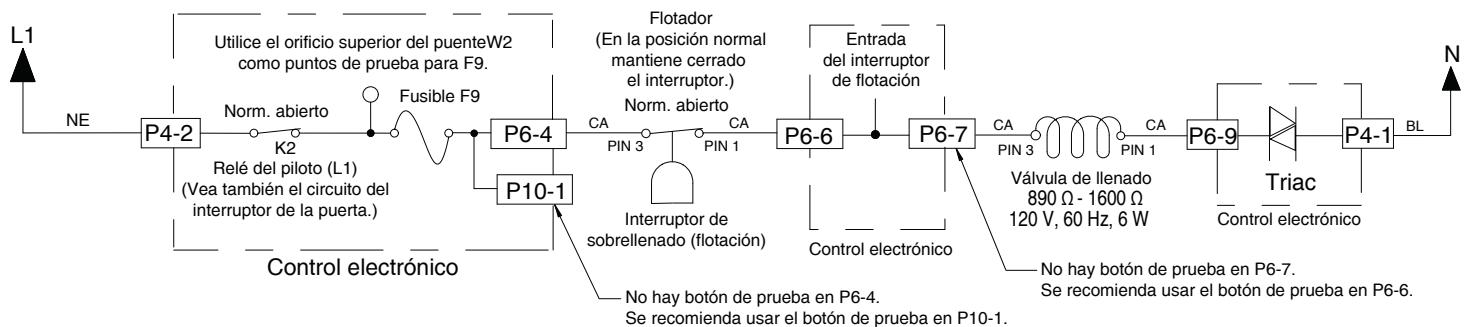 L1
NE
P4-2
Utilice el orificio superior del puenteW2
como puntos de prueba para F9.
Norm. abierto
K2
Relé del piloto (L1)
(Vea también el circuito del
interruptor de la puerta.)
Fusible F9
P6-4
P10-1
Control electrónico
Flotador
(En la posición normal
mantiene cerrado
el interruptor.)
Norm. abierto
CA
PIN 3
CA
PIN 1
Interruptor de
sobrellenado (flotación)
Entrada
del interruptor
de flotación
P6-6
P6-7
Control electrónico
CA
PIN 3
CA
PIN 1
Válvula de llenado
890 Ω - 1600 Ω
120 V, 60 Hz, 6 W
P6-9
P4-1
Triac
Control electrónico
BL
N
No hay botón de prueba en P6-4.
Se recomienda usar el botón de prueba en P10-1.
No hay botón de prueba en P6-7.
Se recomienda usar el botón de prueba en P6-6.